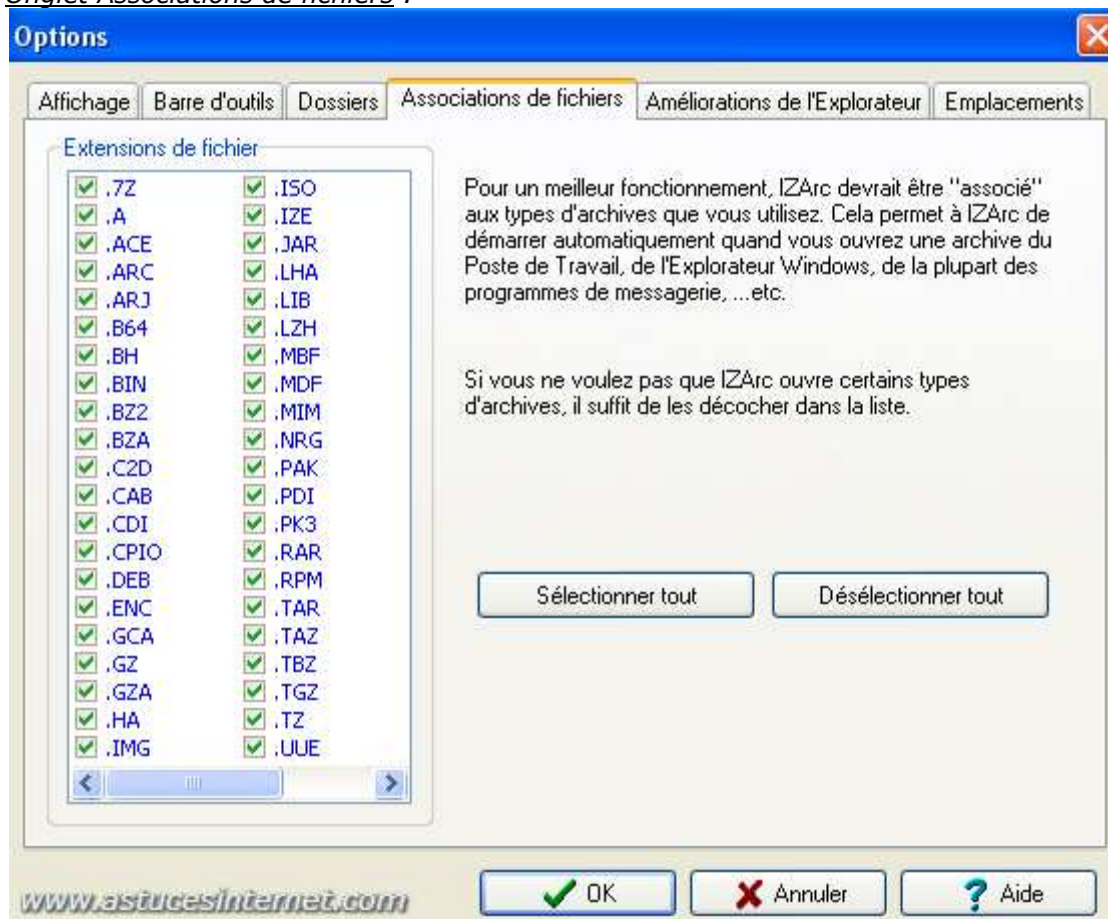 Onglet Associations de fichiers :
Options
Affichage Barre d'outils Dossiers Associations de fichiers Améliorations de l'Explorateur Emplacements
Extensions de fichier
.7Z .ISO
.A .IZE
.ACE .JAR
.ARC .LHA
.ARJ .LIB
.B64 .LZH
.BH .MBF
.BIN .MDF
.BZ2 .MIM
.BZA .NRG
.C2D .PAK
.CAB .PDI
.CDI .PK3
.CPIO .RAR
.DEB .RPM
.ENC .TAR
.GCA .TAZ
.GZ .TBZ
.GZA .TGZ
.HA .TZ
.IMG .UUE
Pour un meilleur fonctionnement, IZArc devrait être "associé"
aux types d'archives que vous utilisez. Cela permet à IZArc de
démarrer automatiquement quand vous ouvrez une archive du
Poste de Travail, de l'Explorateur Windows, de la plupart des
programmes de messagerie, ...etc.
Si vous ne voulez pas que IZArc ouvre certains types
d'archives, il suffit de les décocher dans la liste.
Sélectionner tout Désélectionner tout
www.astucesinternet.com
OK Annuler Aide